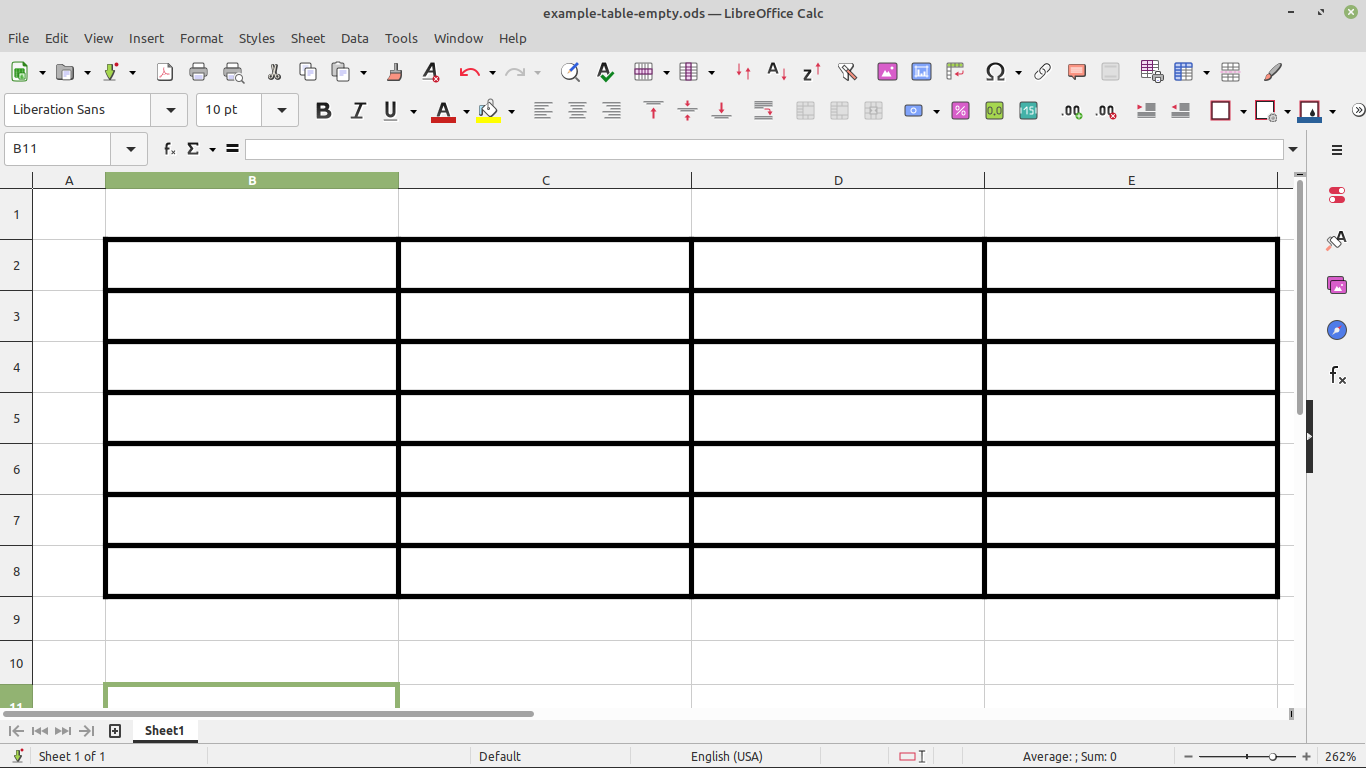 example-table-empty.ods — LibreOffice Calc
File Edit View Insert Format Styles Sheet Data Tools Window Help
Liberation Sans 10 pt
B11
A B C D E
1
2
3
4
5
6
7
8
9
10
11
Sheet1
Sheet 1 of 1 Default English (USA) Average: ; Sum: 0 262%